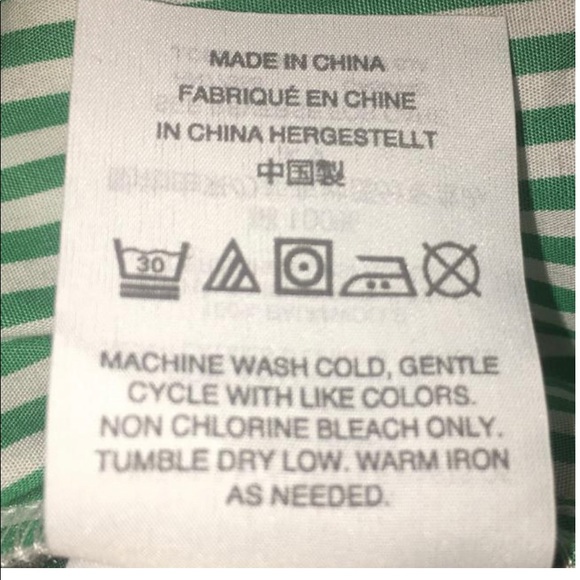 MADE IN CHINA
FABRIQUÉ EN CHINE
IN CHINA HERGESTELLT
中国製
30
MACHINE WASH COLD, GENTLE
CYCLE WITH LIKE COLORS.
NON CHLORINE BLEACH ONLY.
TUMBLE DRY LOW. WARM IRON
AS NEEDED.